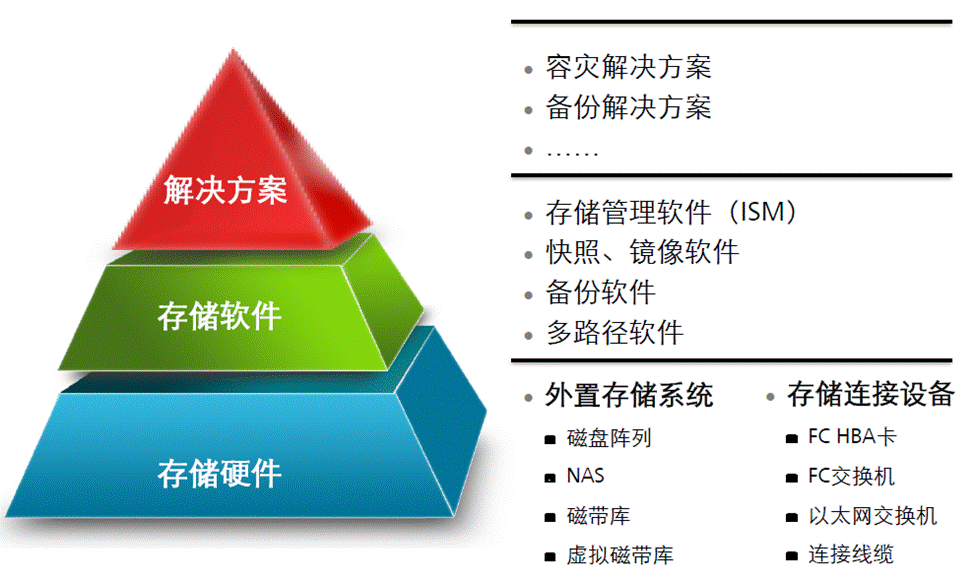 解决方案
容灾解决方案
备份解决方案
……
存储软件
存储管理软件（ISM）
快照、镜像软件
备份软件
多路径软件
存储硬件
外置存储系统
磁盘阵列
NAS
磁带库
虚拟磁带库
存储连接设备
FC HBA卡
FC交换机
以太网交换机
连接线缆